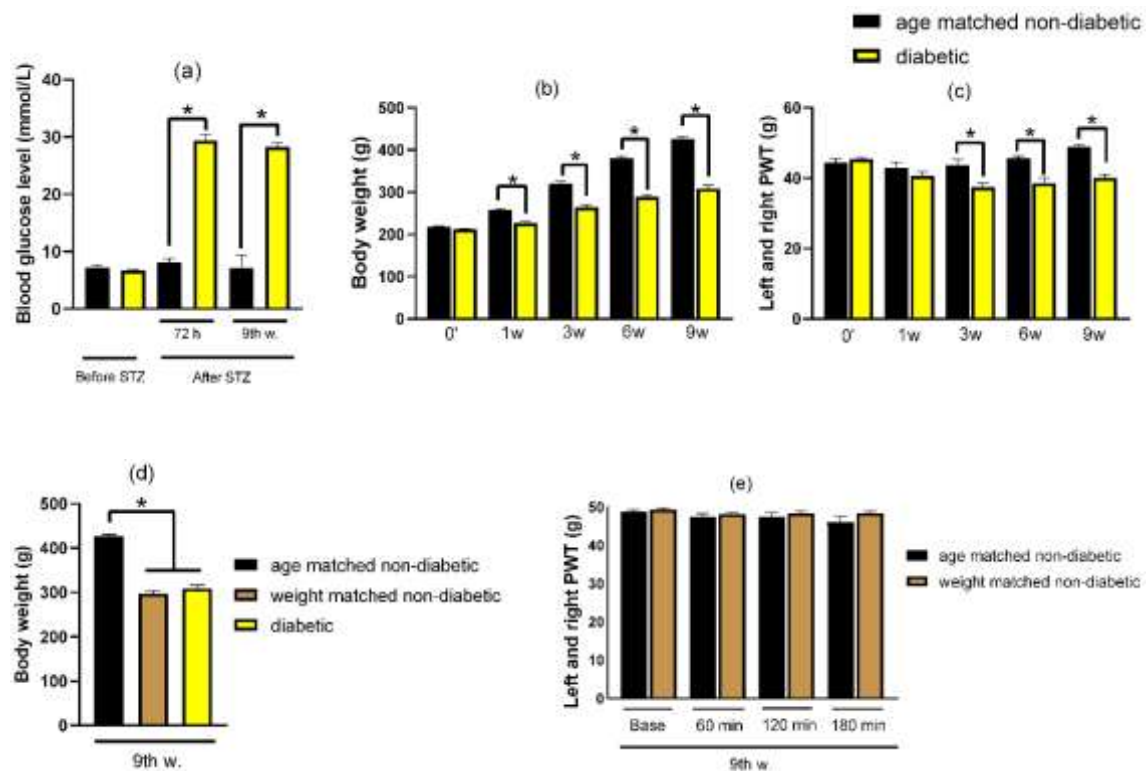 age matched non-diabetic
diabetic
(a)
Blood glucose level (mmol/L)
40
30
20
10
0
72 h
9th w.
Before STZ
After STZ
*
*
(b)
Body weight (g)
500
400
300
200
100
0
0'
1w
3w
6w
9w
*
*
*
*
(c)
Left and right PWT (g)
60
40
20
0
0'
1w
3w
6w
9w
*
*
*
(d)
Body weight (g)
500
400
300
200
100
0
*
9th w.
age matched non-diabetic
weight matched non-diabetic
diabetic
(e)
Left and right PWT (g)
50
40
30
20
10
0
Base
60 min
120 min
180 min
9th w.
age matched non-diabetic
weight matched non-diabetic